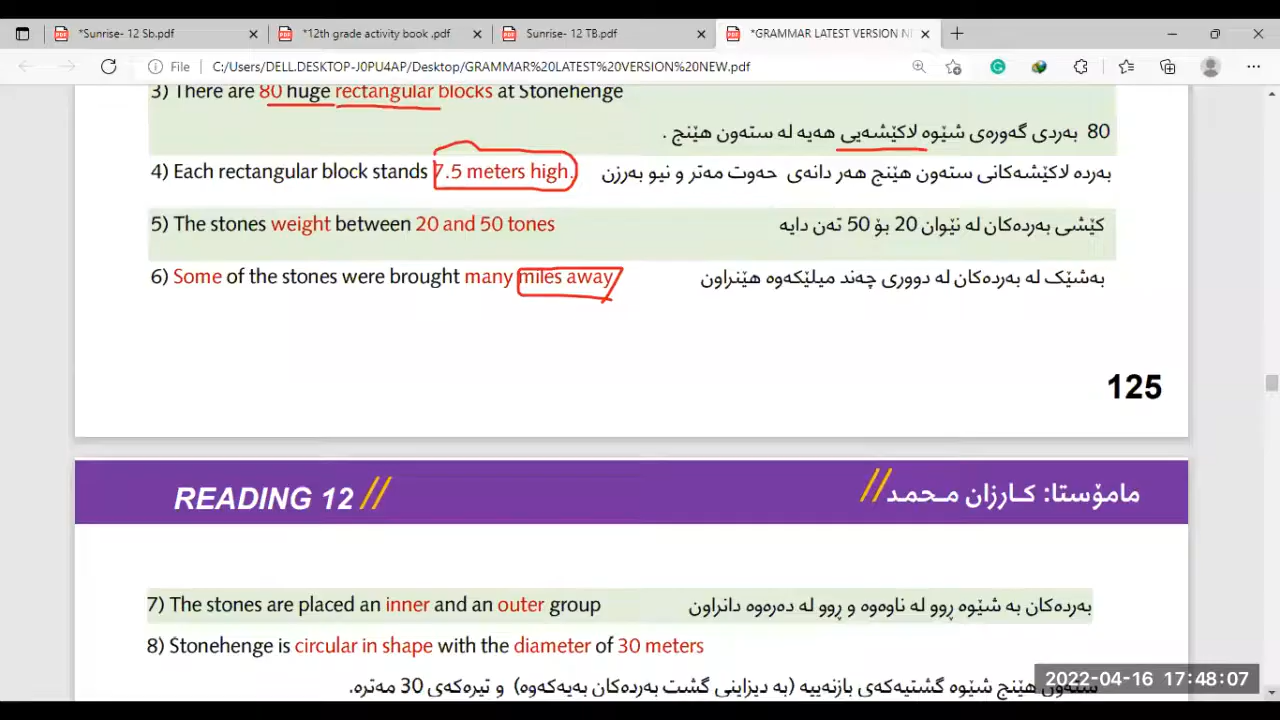 *Sunrise- 12 Sb.pdf
*12th grade activity book .pdf
Sunrise- 12 TB.pdf
*GRAMMAR LATEST VERSION
File C:/Users/DELL.DESKTOP-J0PU4AP/Desktop/GRAMMAR%20LATEST%20VERSION%20NEW.pdf
3) There are 80 huge rectangular blocks at Stonehenge
80 بەردی گەورەی شێوە لاکێشەیی هەیە لە ستەون هێنج .
4) Each rectangular block stands 7.5 meters high. بەردە لاکێشەکانی ستەون هێنج هەر دانەی حەوت مەتر و نیو بەرزن
5) The stones weight between 20 and 50 tones کێشی بەردەکان لە نێوان 20 بۆ 50 تەن دایە
6) Some of the stones were brought many miles away بەشێک لە بەردەکان لە دووری چەند میلێکەوە هێنراون
125
READING 12 // مامۆستا: کـارزان مـحمـد //
7) The stones are placed an inner and an outer group بەردەکان بە شێوە ڕوو لە ناوەوە و ڕوو لە دەرەوە دانراون
8) Stonehenge is circular in shape with the diameter of 30 meters
هێنج شێوە گشتیەکەی بازنەییە (بە دیزاینی گشت بەردەکان بەیەکەوە) و تیرەکەی 30 مەترە.
2022-04-16 17:48:07